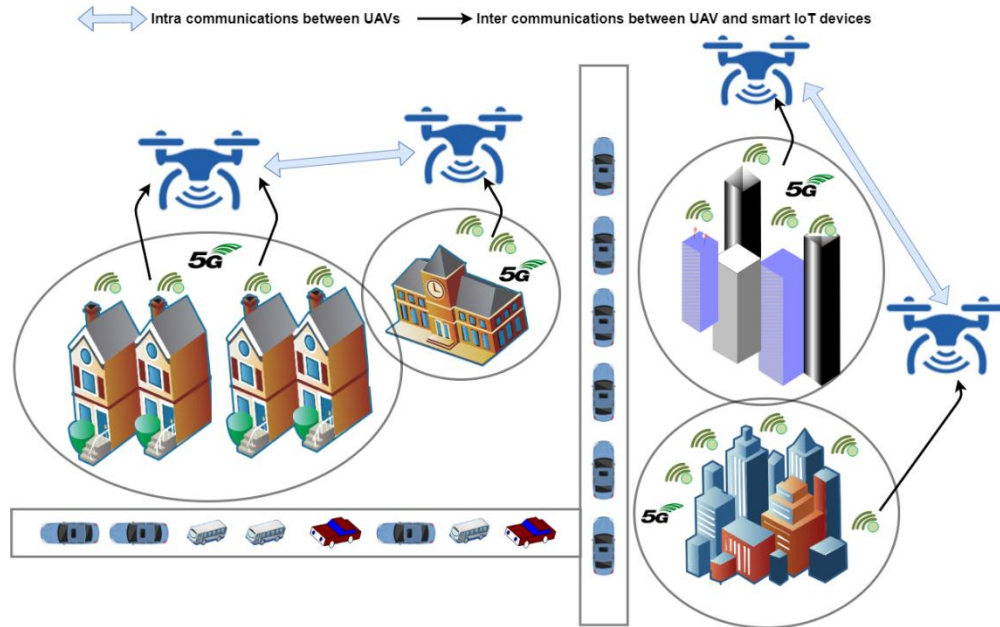 Intra communications between UAVs
Inter communications between UAV and smart IoT devices
5G
5G
5G
5G